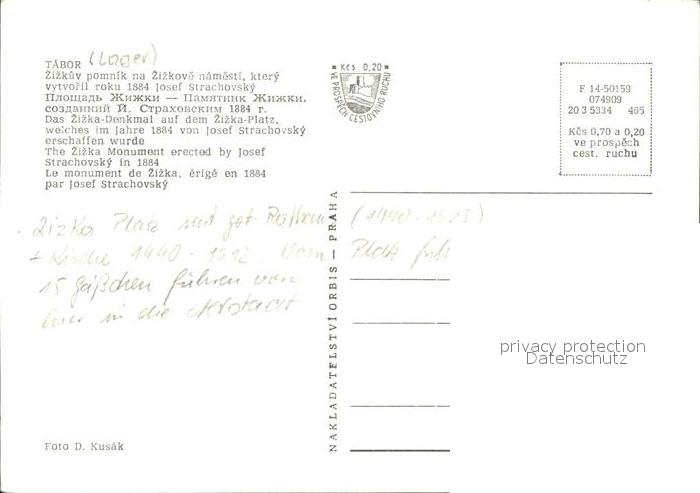 TÁBOR (Lager)
Žižkův pomník na Žižkově náměstí, který
vytvořil roku 1884 Josef Strachovský
Площадь Жижки — Памятник Жижки,
созданний Й. Страховским 1884 г.
Das Žižka-Denkmal auf dem Žižka-Platz,
welches im Jahre 1884 von Josef Strachovský
erschaffen wurde
The Žižka Monument erected by Josef
Strachovský in 1884
Le monument de Žižka, érigé en 1884
par Josef Strachovský
Kčs 0,20
VE PROSPĚCH CESTOVNÍHO RUCHU
F 14-50159
074909
20 3 5334 465
Kčs 0,70 a 0,20
ve prospěch
cest. ruchu
Žižka Platz mit got Rathaus (1440-1525)
+ Kirche 1440-1512. Vom Platz
15 Gäßchen führen von
in die Altstadt
NAKLADATELSTVÍ ORBIS - PRAHA
privacy protection
Datenschutz
Foto D. Kusák